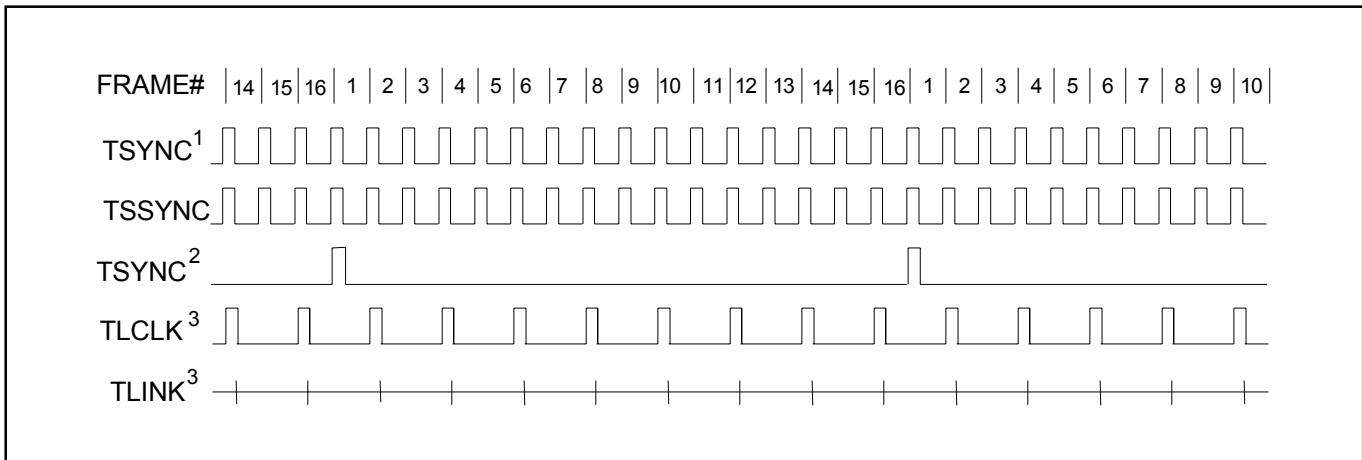 FRAME# 14 15 16 1 2 3 4 5 6 7 8 9 10 11 12 13 14 15 16 1 2 3 4 5 6 7 8 9 10
TSYNC1
TSSYNC
TSYNC2
TLCLK3
TLINK3